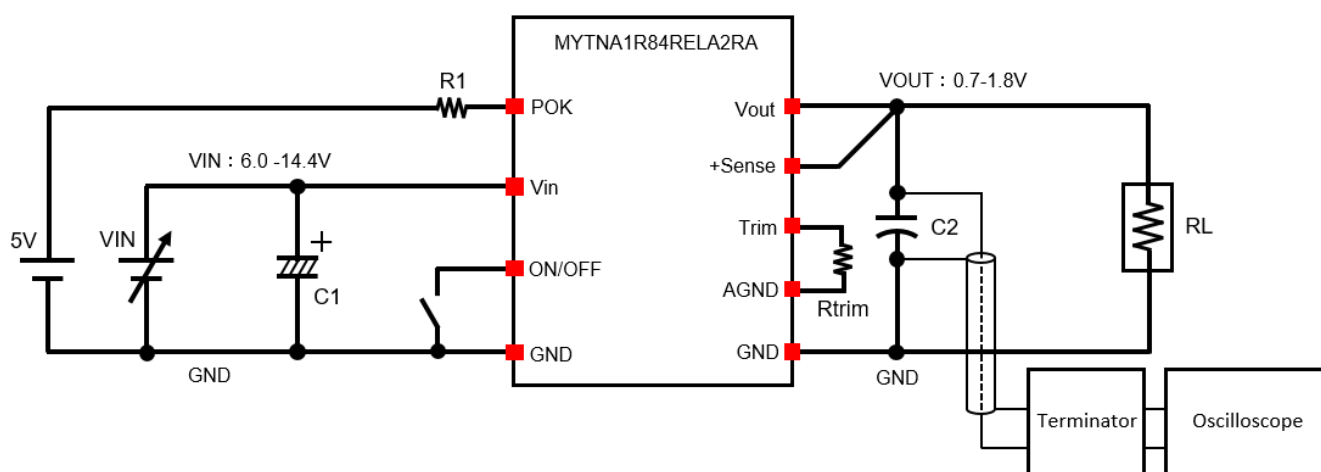 MYTNA1R84RELA2RA
R1
POK
Vout
VOUT：0.7-1.8V
VIN：6.0 -14.4V
+Sense
Vin
5V
VIN
+
C1
ON/OFF
Trim
C2
RL
AGND
Rtrim
GND
GND
GND
GND
Terminator
Oscilloscope